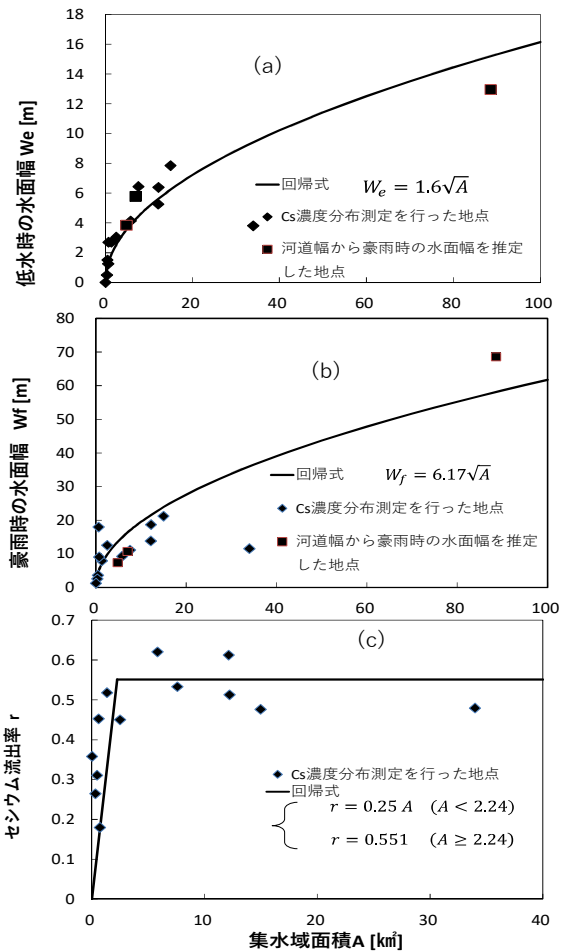 18
16
14
12
10
8
6
4
2
0
低水時の水面幅 We [m]
(a)
回帰式 W_e = 1.6√A
Cs濃度分布測定を行った地点
河道幅から豪雨時の水面幅を推定
した地点
0 20 40 60 80 100
80
70
60
50
40
30
20
10
0
豪雨時の水面幅 Wf [m]
(b)
回帰式 W_f = 6.17√A
Cs濃度分布測定を行った地点
河道幅から豪雨時の水面幅を推定
した地点
0 20 40 60 80 100
0.7
0.6
0.5
0.4
0.3
0.2
0.1
0
セシウム流出率 r
(c)
Cs濃度分布測定を行った地点
回帰式
r = 0.25 A (A < 2.24)
r = 0.551 (A ≥ 2.24)
0 10 20 30 40
集水域面積A [k㎡]